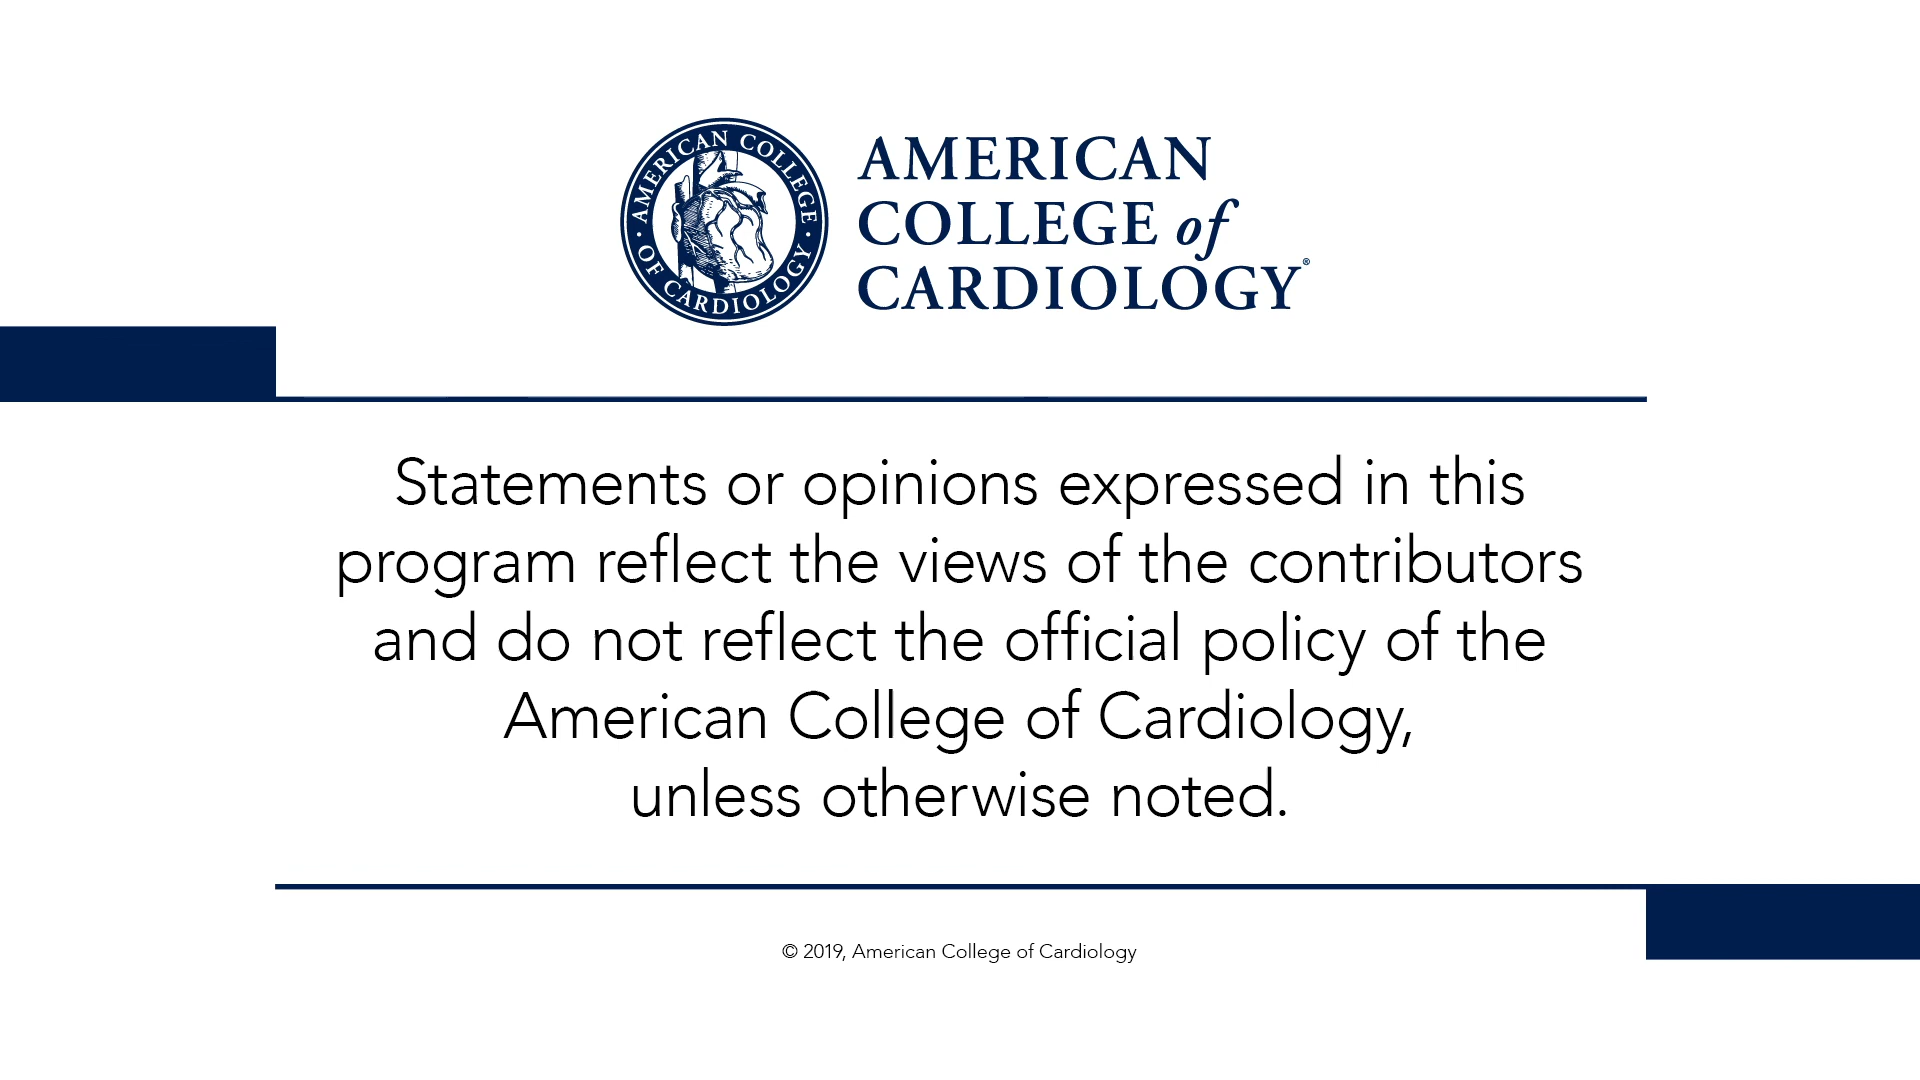 AMERICAN COLLEGE
· OF CARDIOLOGY ·
AMERICAN
COLLEGE of
CARDIOLOGY®
Statements or opinions expressed in this
program reflect the views of the contributors
and do not reflect the official policy of the
American College of Cardiology,
unless otherwise noted.
© 2019, American College of Cardiology